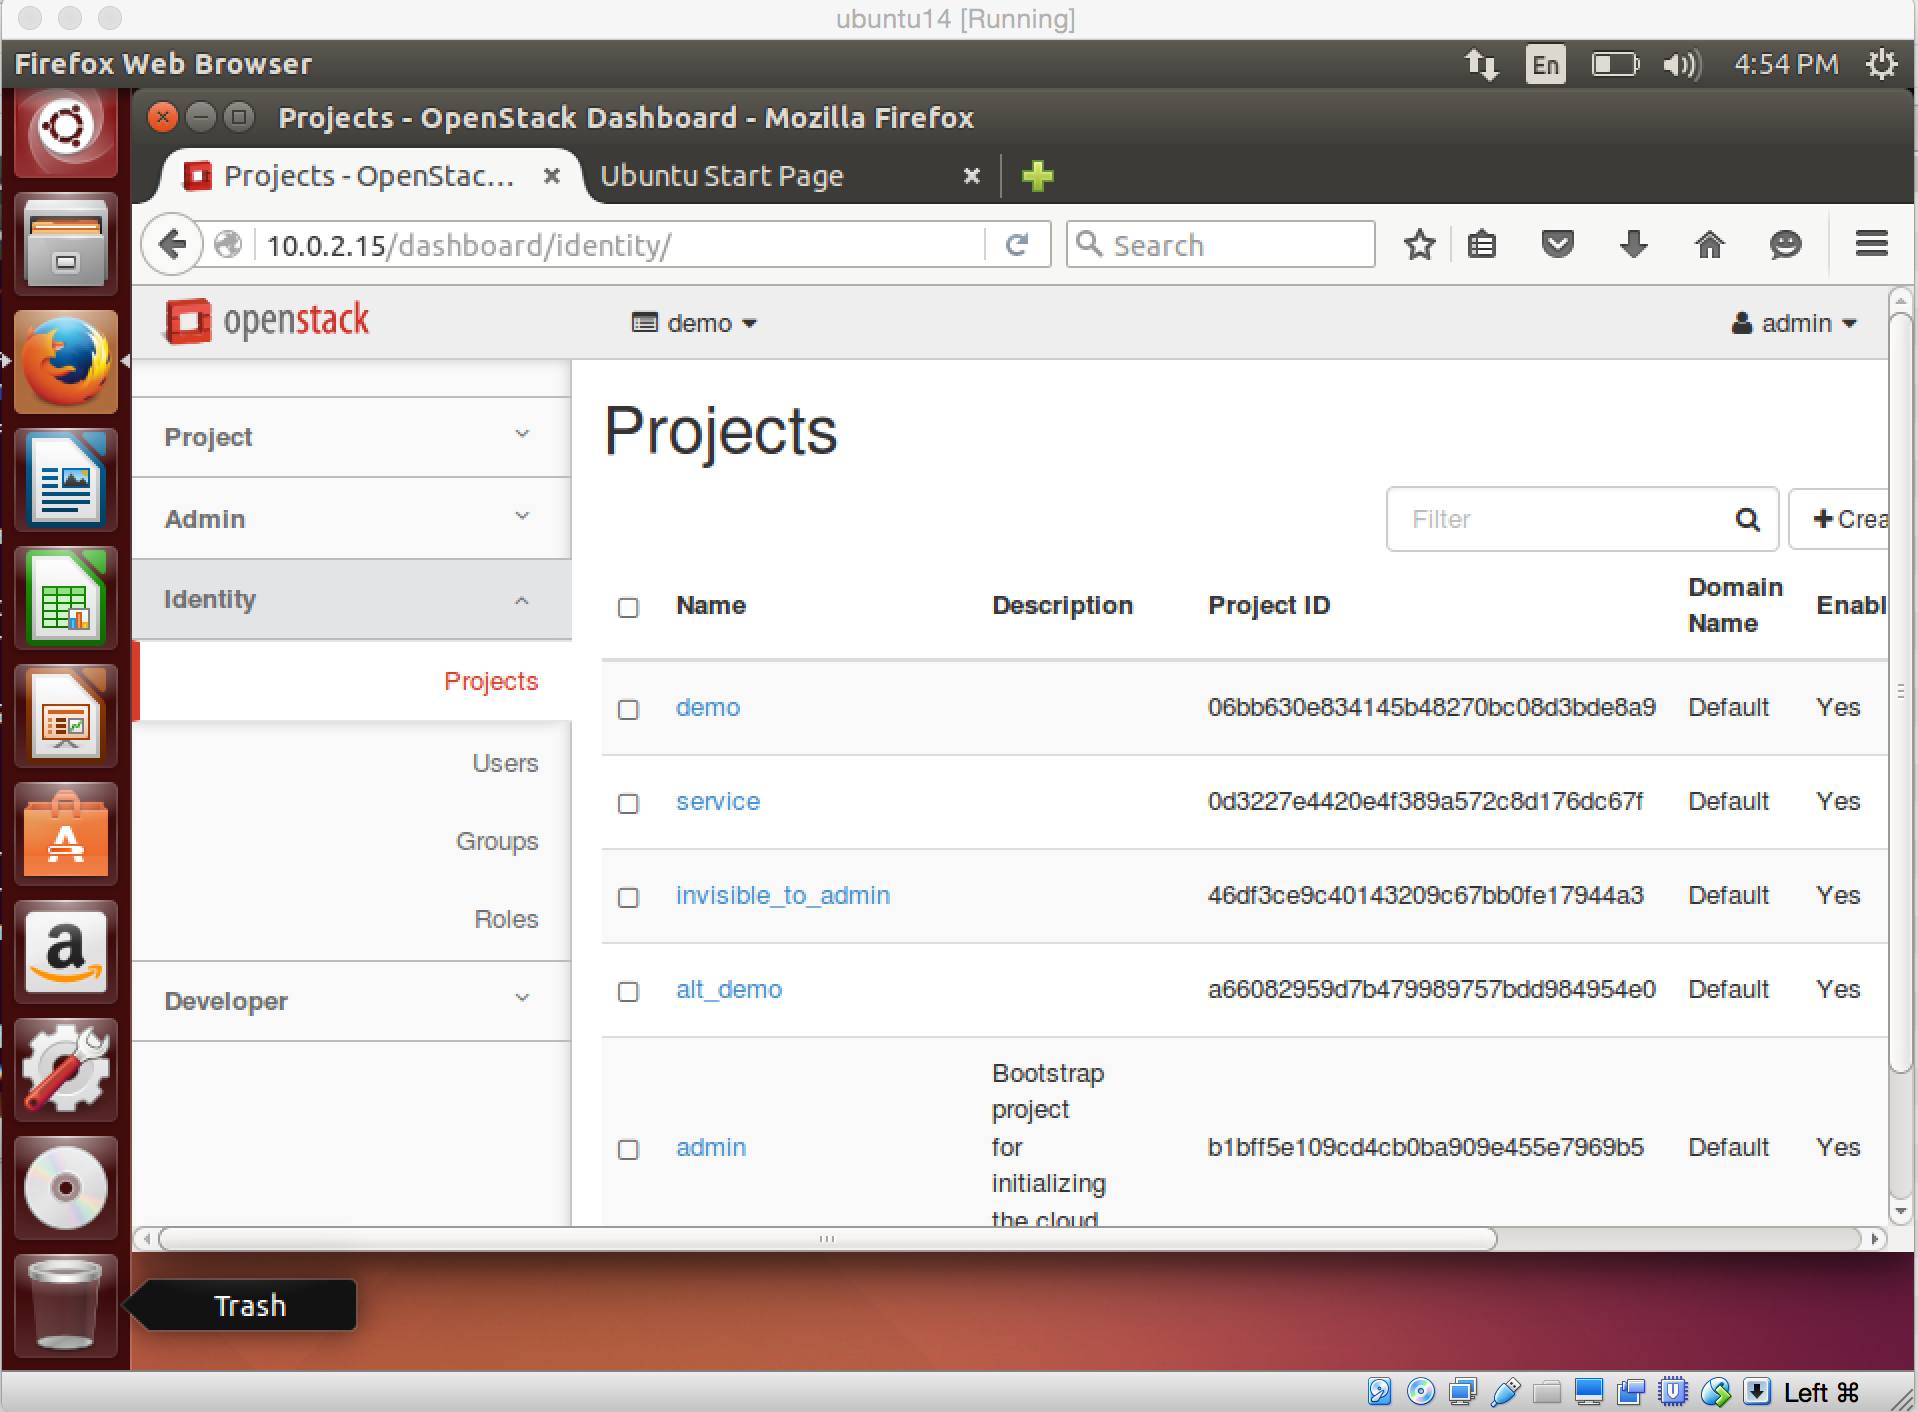 ubuntu14 [Running]
Firefox Web Browser
En
4:54 PM
Projects - OpenStack Dashboard - Mozilla Firefox
Projects - OpenStac...
Ubuntu Start Page
10.0.2.15/dashboard/identity/
Search
openstack
demo
admin
Project
Admin
Identity
Projects
Users
Groups
Roles
Developer
Projects
Filter
Crea
Name Description Project ID Domain Name Enabl
demo 06bb630e834145b48270bc08d3bde8a9 Default Yes
service 0d3227e4420e4f389a572c8d176dc67f Default Yes
invisible_to_admin 46df3ce9c40143209c67bb0fe17944a3 Default Yes
alt_demo a66082959d7b479989757bdd984954e0 Default Yes
Bootstrap
project
admin for b1bff5e109cd4cb0ba909e455e7969b5 Default Yes
initializing
the cloud
Trash
Left ⌘